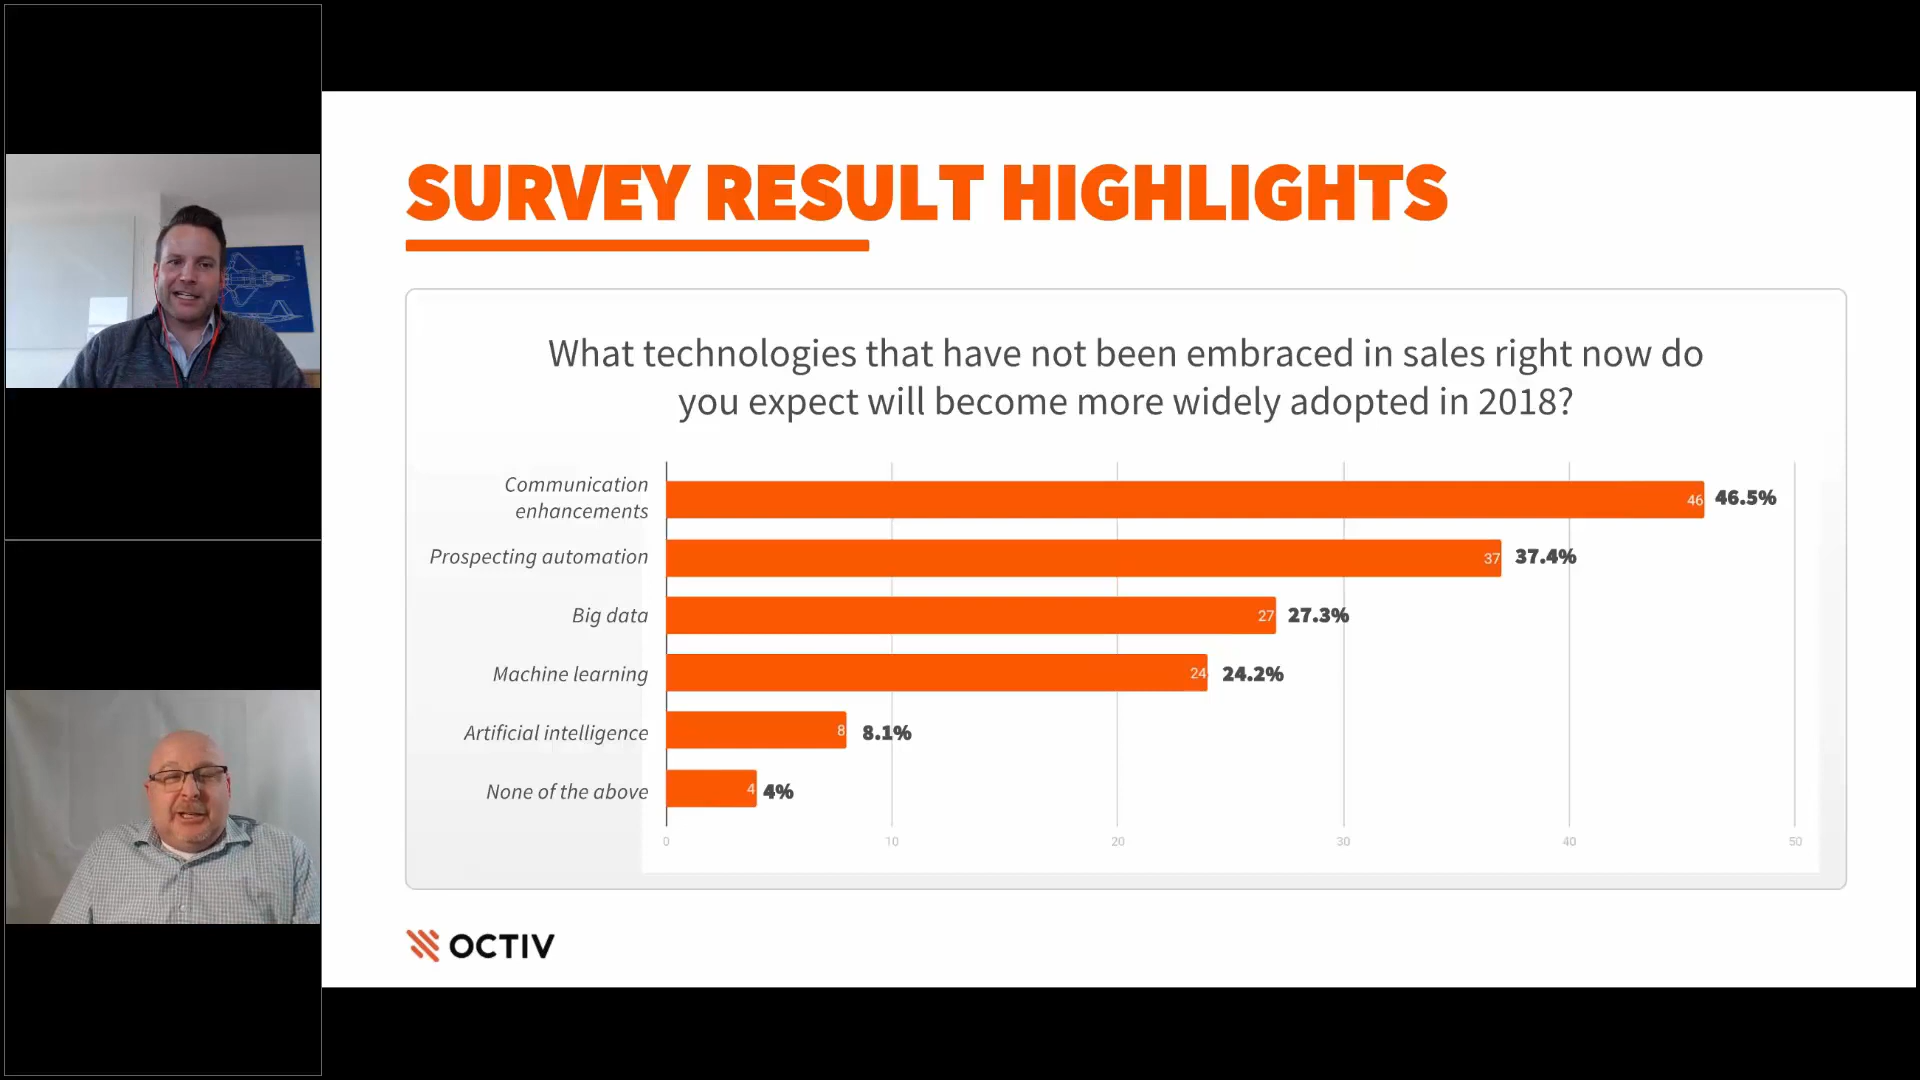 SURVEY RESULT HIGHLIGHTS
What technologies that have not been embraced in sales right now do
you expect will become more widely adopted in 2018?
Communication
enhancements
46 46.5%
Prospecting automation 37 37.4%
Big data 27 27.3%
Machine learning 24 24.2%
Artificial intelligence 8 8.1%
None of the above 4 4%
0 10 20 30 40 50
OCTIV